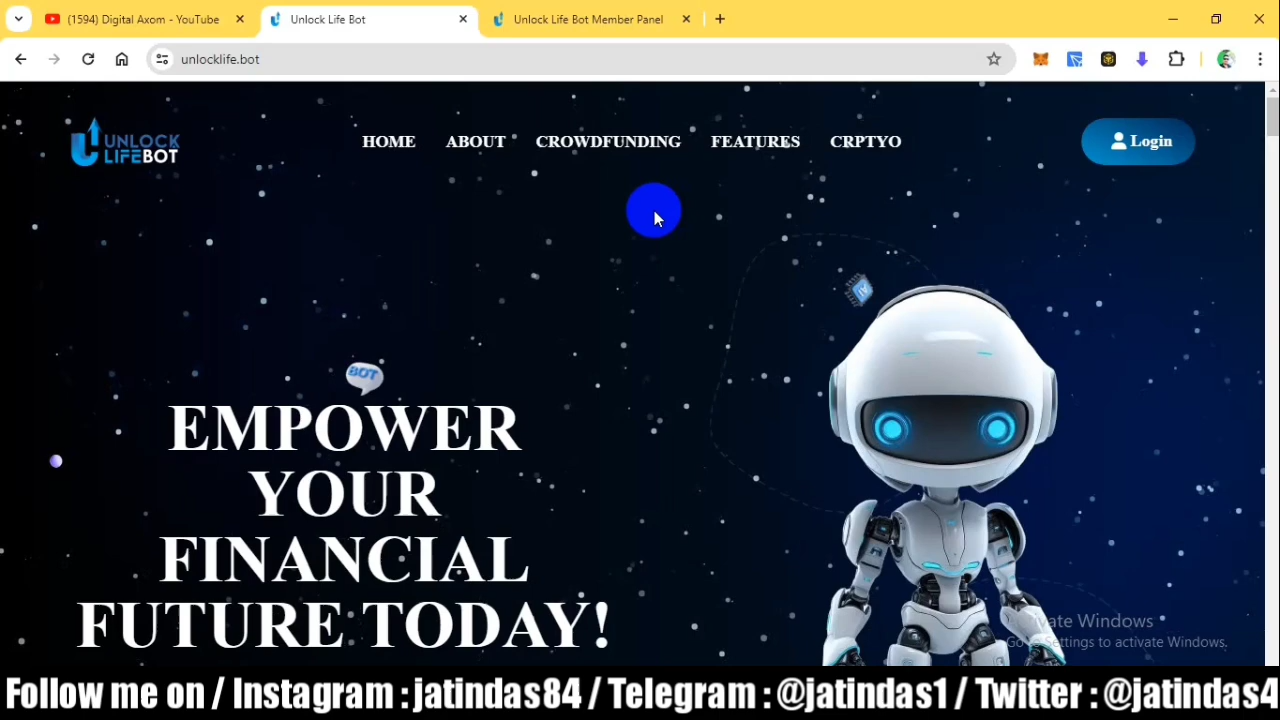 (1594) Digital Axom - YouTube
Unlock Life Bot
Unlock Life Bot Member Panel
unlocklife.bot
UNLOCK
LIFEBOT
HOME
ABOUT
CROWDFUNDING
FEATURES
CRPTYO
Login
AI
BOT
EMPOWER
YOUR
FINANCIAL
FUTURE TODAY!
vate Windows
Settings to activate Windows.
Follow me on / Instagram : jatindas84 / Telegram : @jatindas1 / Twitter : @jatindas4